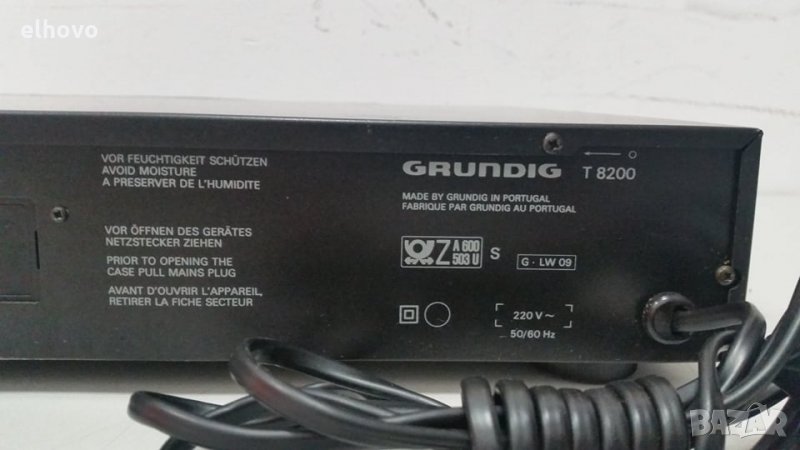 elhovo
VOR FEUCHTIGKEIT SCHÜTZEN
AVOID MOISTURE
A PRESERVER DE L'HUMIDITE
VOR ÖFFNEN DES GERÄTES
NETZSTECKER ZIEHEN
PRIOR TO OPENING THE
CASE PULL MAINS PLUG
AVANT D'OUVRIR L'APPAREIL,
RETIRER LA FICHE SECTEUR
GRUNDIG T 8200
MADE BY GRUNDIG IN PORTUGAL
FABRIQUE PAR GRUNDIG AU PORTUGAL
Z A 600 503 U S G · LW 09
220 V ~
50/60 Hz
BAZAR